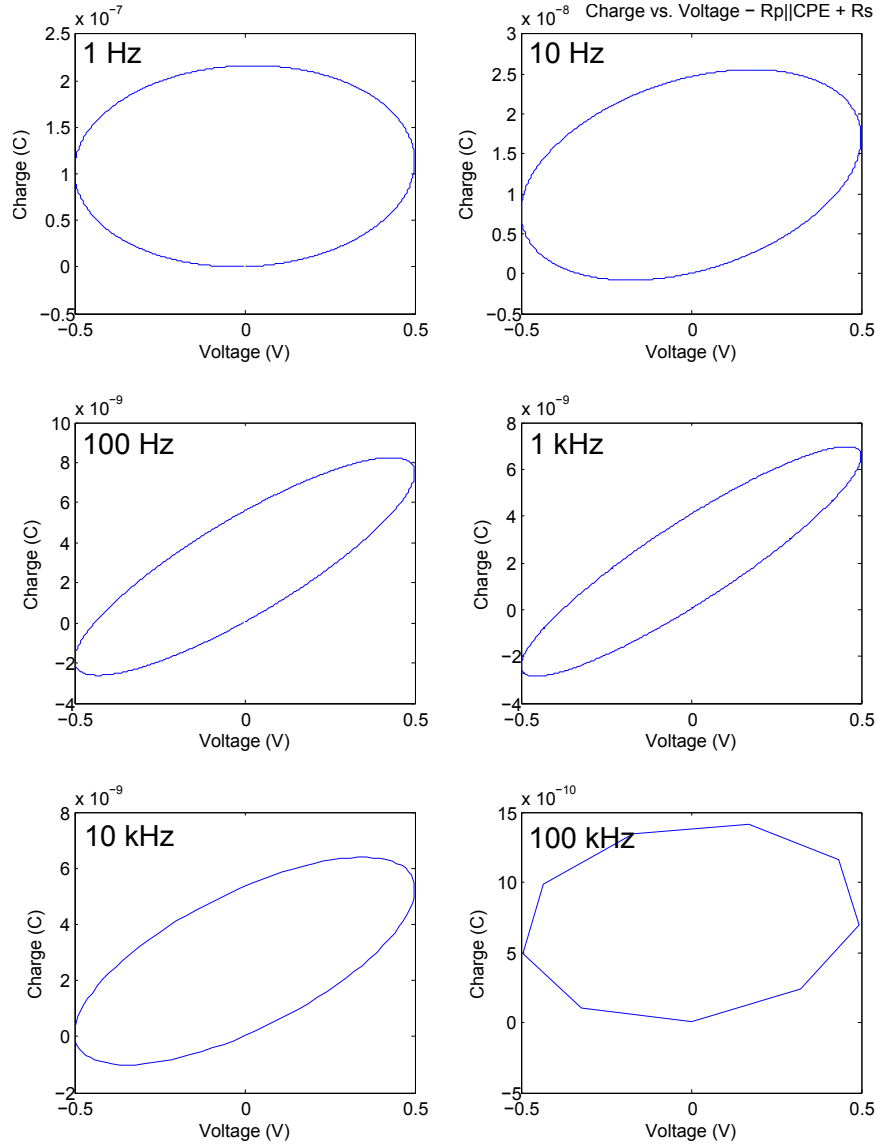 Charge vs. Voltage − Rp||CPE + Rs
x 10⁻⁷
1 Hz
2.5
2
1.5
1
0.5
0
−0.5
Charge (C)
−0.5 0 0.5
Voltage (V)
x 10⁻⁸
10 Hz
3
2.5
2
1.5
1
0.5
0
−0.5
Charge (C)
−0.5 0 0.5
Voltage (V)
x 10⁻⁹
100 Hz
10
8
6
4
2
0
−2
−4
Charge (C)
−0.5 0 0.5
Voltage (V)
x 10⁻⁹
1 kHz
8
6
4
2
0
−2
−4
Charge (C)
−0.5 0 0.5
Voltage (V)
x 10⁻⁹
10 kHz
8
6
4
2
0
−2
Charge (C)
−0.5 0 0.5
Voltage (V)
x 10⁻¹⁰
100 kHz
15
10
5
0
−5
Charge (C)
−0.5 0 0.5
Voltage (V)